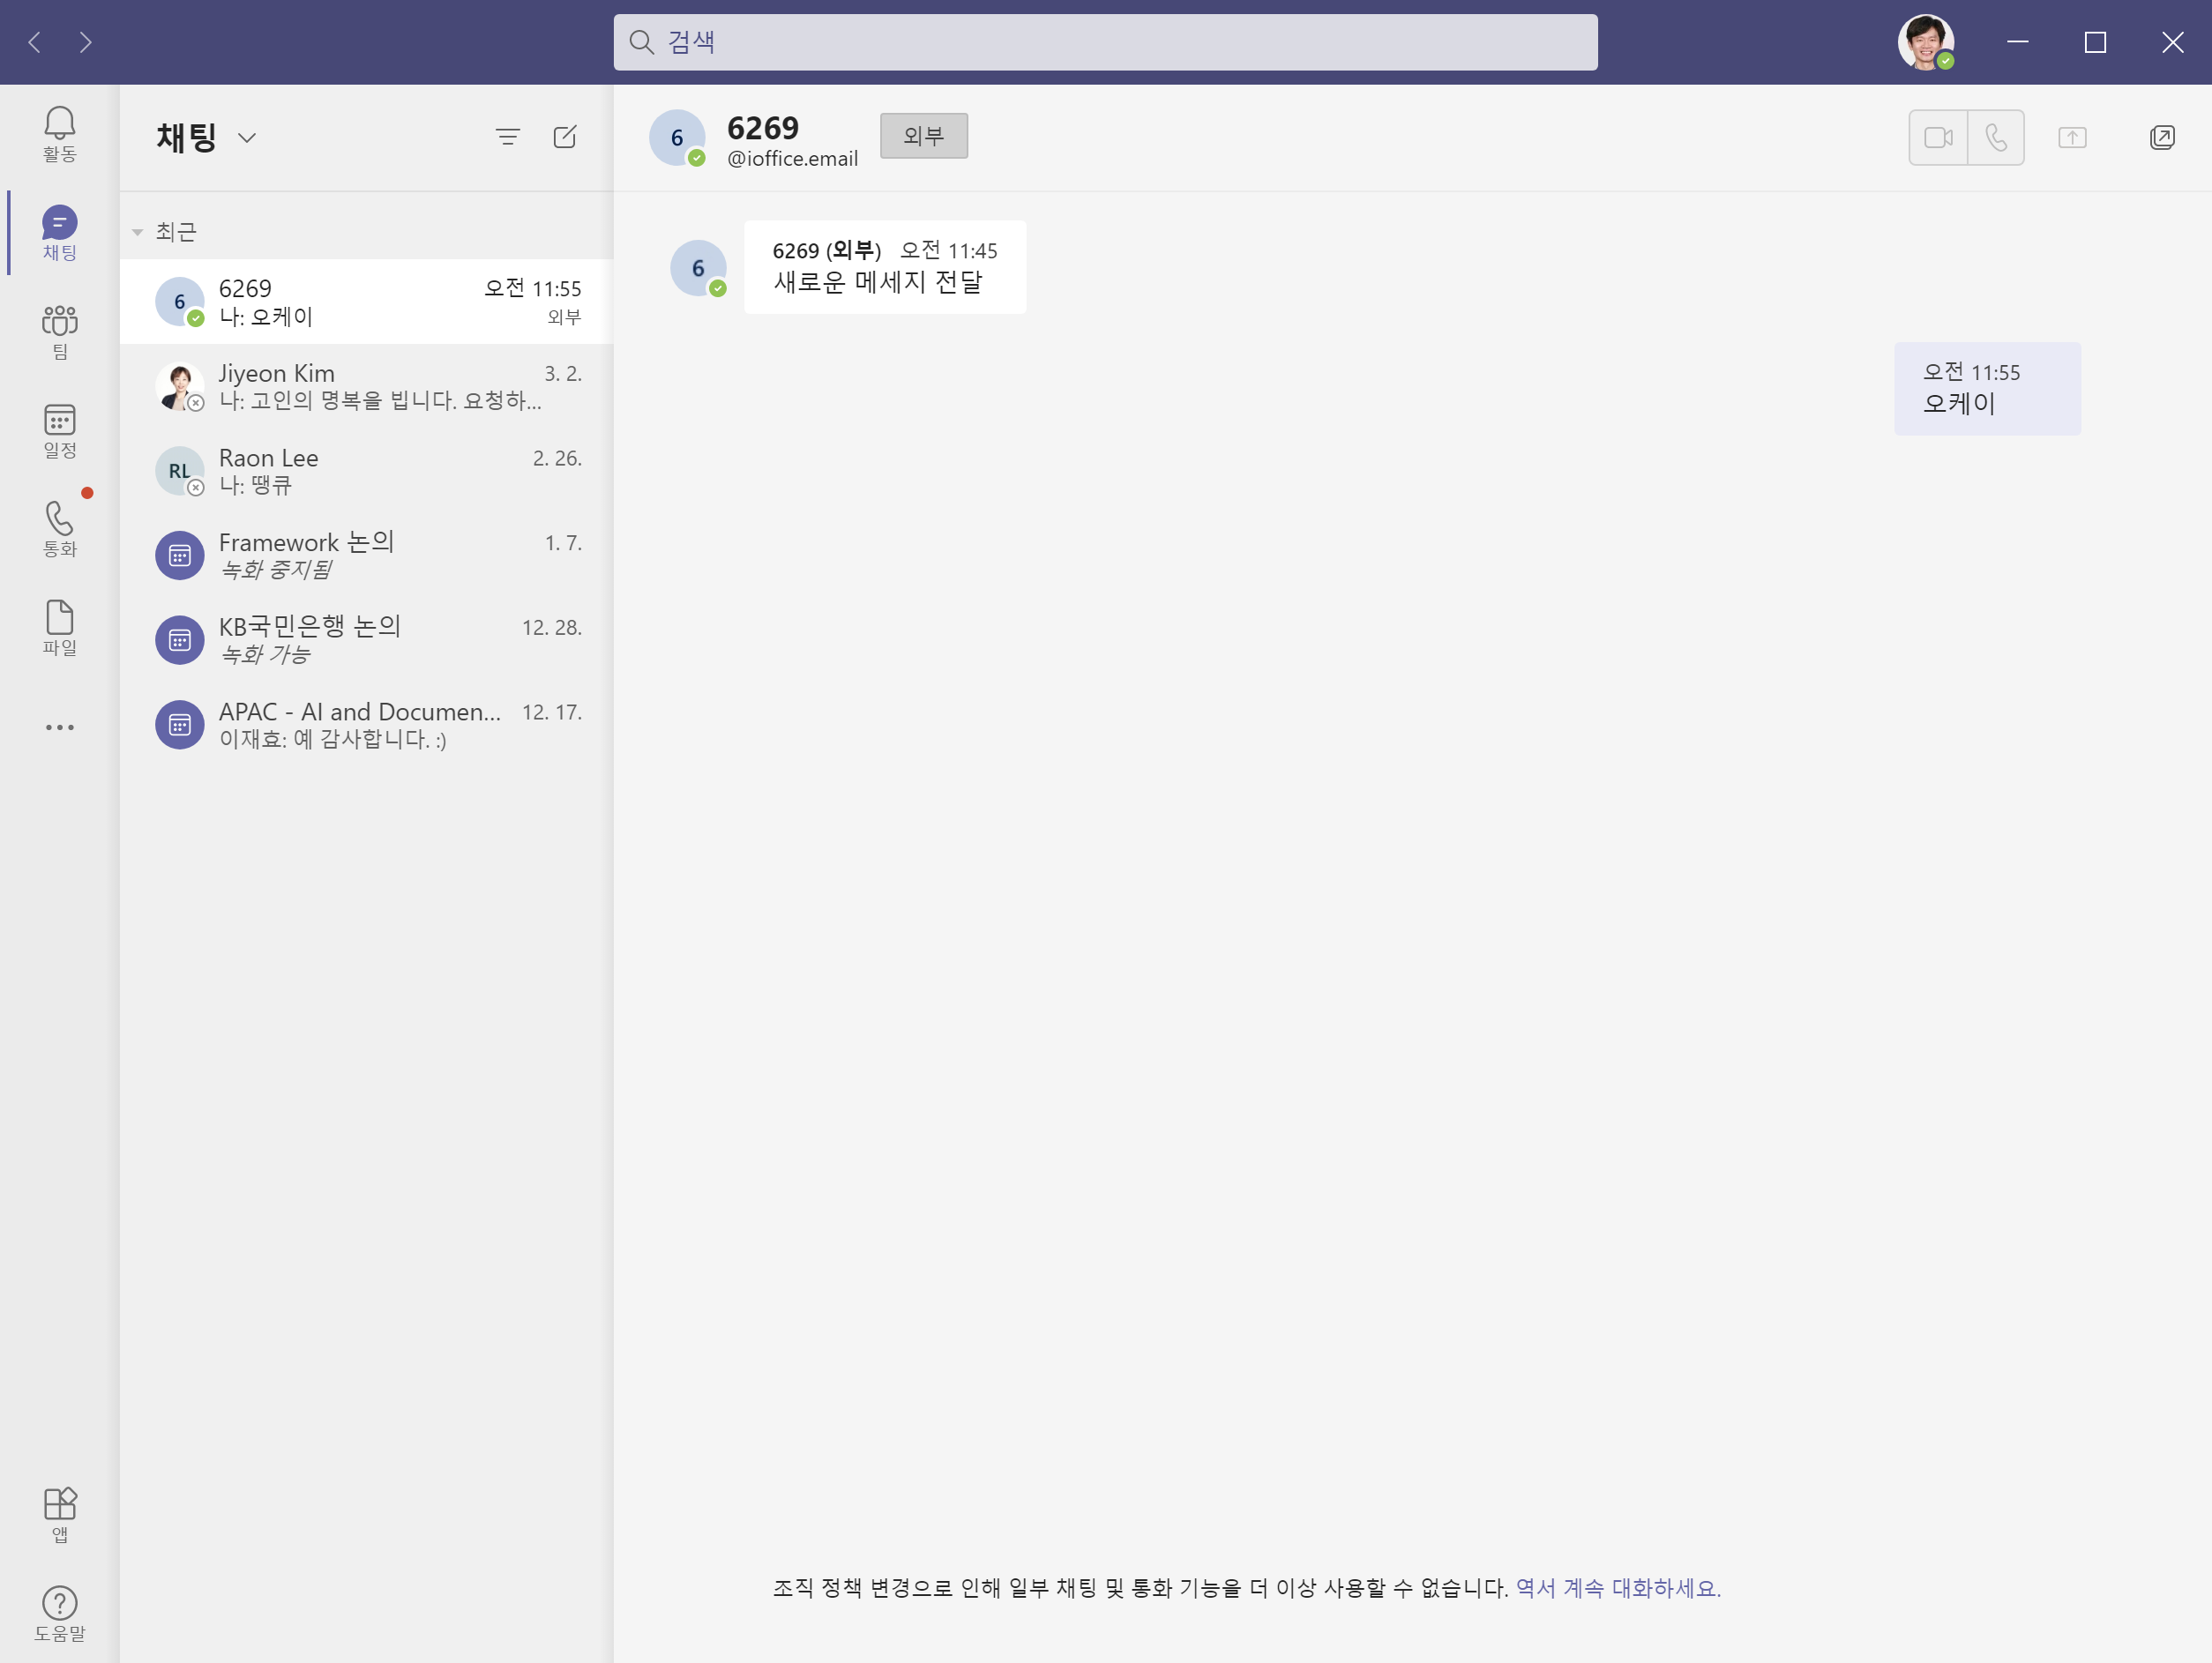 검색
활동
채팅
팀
일정
통화
파일
앱
도움말
채팅
최근
6
6269
오전 11:55
나: 오케이
외부
Jiyeon Kim
3. 2.
나: 고인의 명복을 빕니다. 요청하...
RL
Raon Lee
2. 26.
나: 땡큐
Framework 논의
1. 7.
녹화 중지됨
KB국민은행 논의
12. 28.
녹화 가능
APAC - AI and Documen...
12. 17.
이재효: 예 감사합니다. :)
6
6269
@ioffice.email
외부
6
6269 (외부) 오전 11:45
새로운 메세지 전달
오전 11:55
오케이
조직 정책 변경으로 인해 일부 채팅 및 통화 기능을 더 이상 사용할 수 없습니다. 역서 계속 대화하세요.